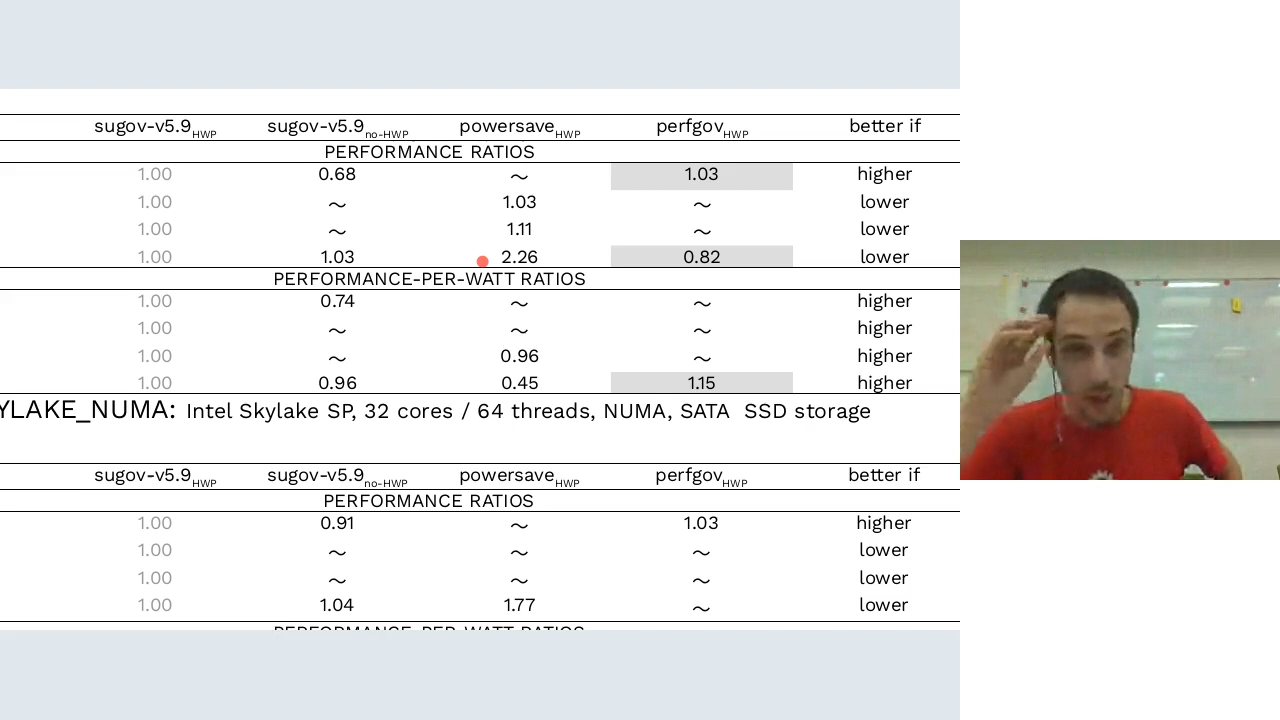 sugov-v5.9HWP sugov-v5.9no-HWP powersaveHWP perfgovHWP better if
PERFORMANCE RATIOS
1.00 0.68 ~ 1.03 higher
1.00 ~ 1.03 ~ lower
1.00 ~ 1.11 ~ lower
1.00 1.03 2.26 0.82 lower
PERFORMANCE-PER-WATT RATIOS
1.00 0.74 ~ ~ higher
1.00 ~ ~ ~ higher
1.00 ~ 0.96 ~ higher
1.00 0.96 0.45 1.15 higher
YLAKE_NUMA: Intel Skylake SP, 32 cores / 64 threads, NUMA, SATA SSD storage
sugov-v5.9HWP sugov-v5.9no-HWP powersaveHWP perfgovHWP better if
PERFORMANCE RATIOS
1.00 0.91 ~ 1.03 higher
1.00 ~ ~ ~ lower
1.00 ~ ~ ~ lower
1.00 1.04 1.77 ~ lower
PERFORMANCE-PER-WATT RATIOS